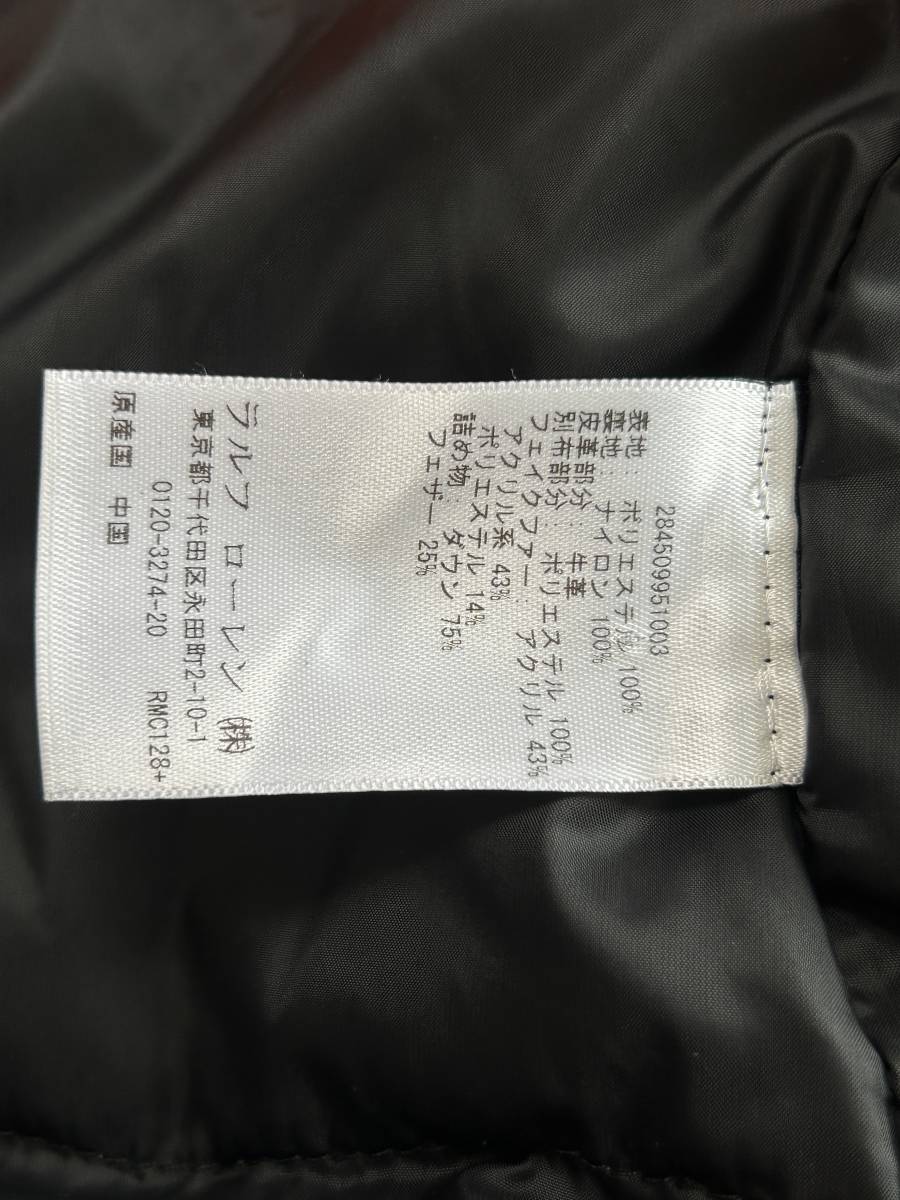 284509951003
表地: ポリエステル 100%
裏地: ナイロン 100%
皮革部分: 牛革
別布部分: ポリエステル 100%
フェイクファー: アクリル 43%
アクリル系 43%
ポリエステル 14%
詰め物: ダウン 75%
フェザー 25%
ラルフ ローレン ㈱
東京都千代田区永田町2-10-1
0120-3274-20 RMC128+
原産国 中国